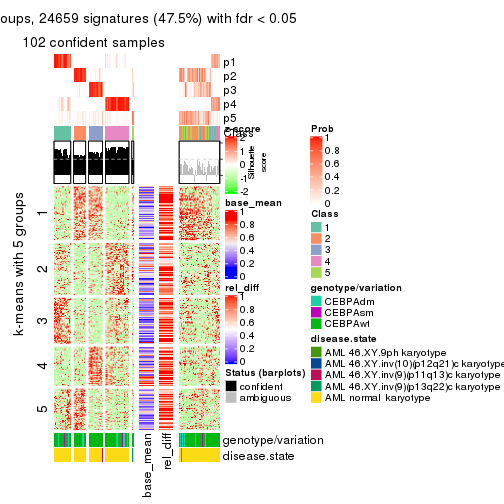 oups, 24659 signatures (47.5%) with fdr < 0.05
102 confident samples
p1
p2
p3
p4
p5
Class
z-score
2
1
0
-1
-2
Silhouette
score
k-means with 5 groups
1
2
3
4
5
base_mean
1
0.8
0.6
0.4
0.2
0
rel_diff
1
0.8
0.6
0.4
0.2
0
Status (barplots)
confident
ambiguous
Prob
1
0.8
0.6
0.4
0.2
0
Class
1
2
3
4
5
genotype/variation
CEBPAdm
CEBPAsm
CEBPAwt
disease.state
AML 46.XY.9ph karyotype
AML 46.XY.inv(10)(p12q21)c karyotype
AML 46.XY.inv(9)(p11q13)c karyotype
AML 46.XY.inv(9)(p13q22)c karyotype
AML normal karyotype
genotype/variation
disease.state
base_mean
rel_diff